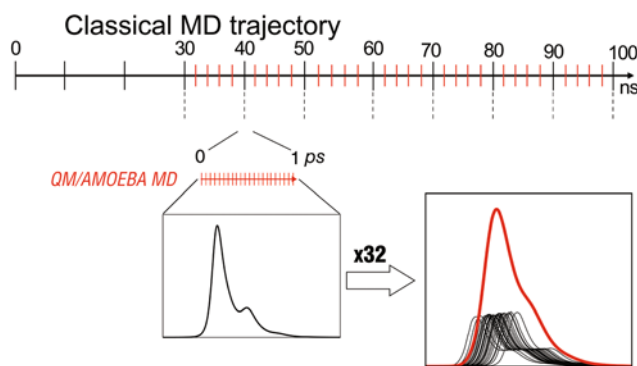 Classical MD trajectory
0 30 40 50 60 70 80 90 100
ns
0 1 ps
QM/AMOEBA MD
x32